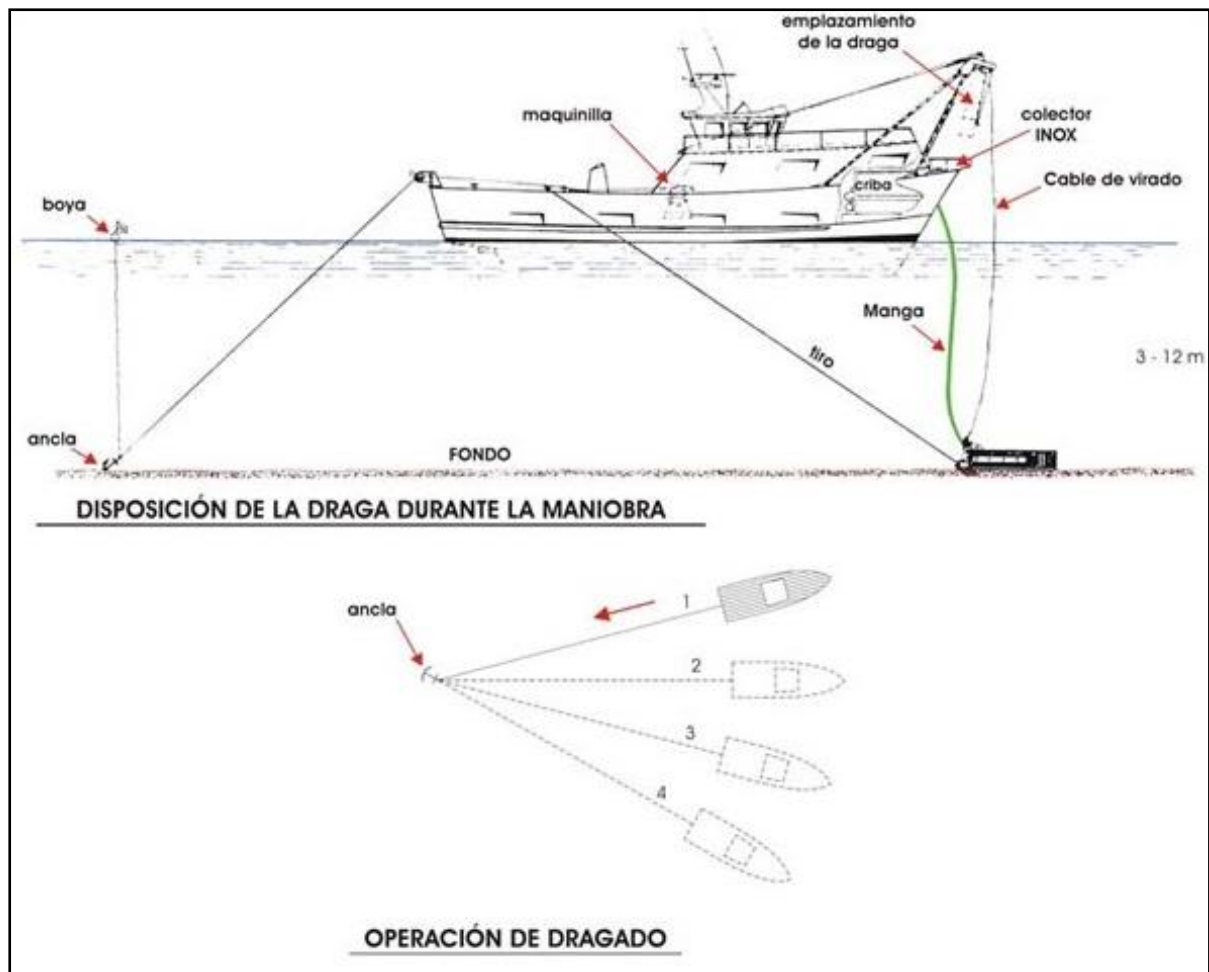 emplazamiento
de la draga
maquinilla
colector
INOX
criba
Cable de virado
boya
Manga
tiro
3 - 12 m
ancla
FONDO
DISPOSICIÓN DE LA DRAGA DURANTE LA MANIOBRA
ancla
1
2
3
4
OPERACIÓN DE DRAGADO